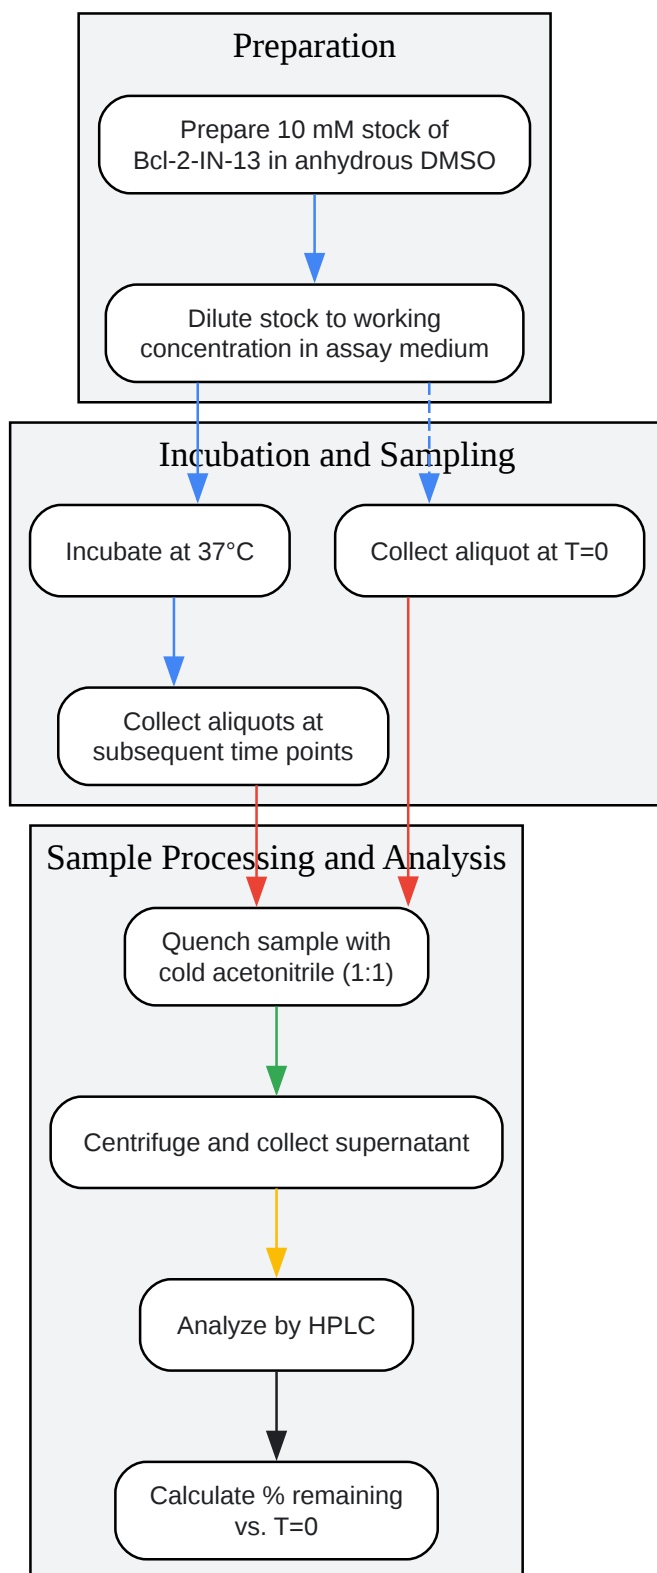 Preparation
Prepare 10 mM stock of
Bcl-2-IN-13 in anhydrous DMSO
Dilute stock to working
concentration in assay medium
Incubation and Sampling
Incubate at 37°C
Collect aliquot at T=0
Collect aliquots at
subsequent time points
Sample Processing and Analysis
Quench sample with
cold acetonitrile (1:1)
Centrifuge and collect supernatant
Analyze by HPLC
Calculate % remaining
vs. T=0